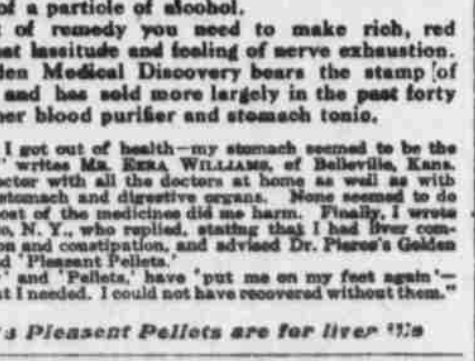 of a particle of alcohol.
of remedy you need to make rich, red
at lassitude and feeling of nerve exhaustion.
den Medical Discovery bears the stamp of
and has sold more largely in the past forty
er blood purifier and stomach tonic.
I got out of health—my stomach seemed to be the
" writes MR. EZRA WILLIAMS, of Belleville, Kans.
ctor with all the doctors at home as well as with
stomach and digestive organs. None seemed to do
ost of the medicines did me harm. Finally, I wrote
o, N. Y., who replied, stating that I had liver com-
on and constipation, and advised Dr. Pierce's Golden
d 'Pleasant Pellets.'
' and 'Pellets,' have 'put me on my feet again'—
t I needed. I could not have recovered without them."
s Pleasant Pellets are for liver